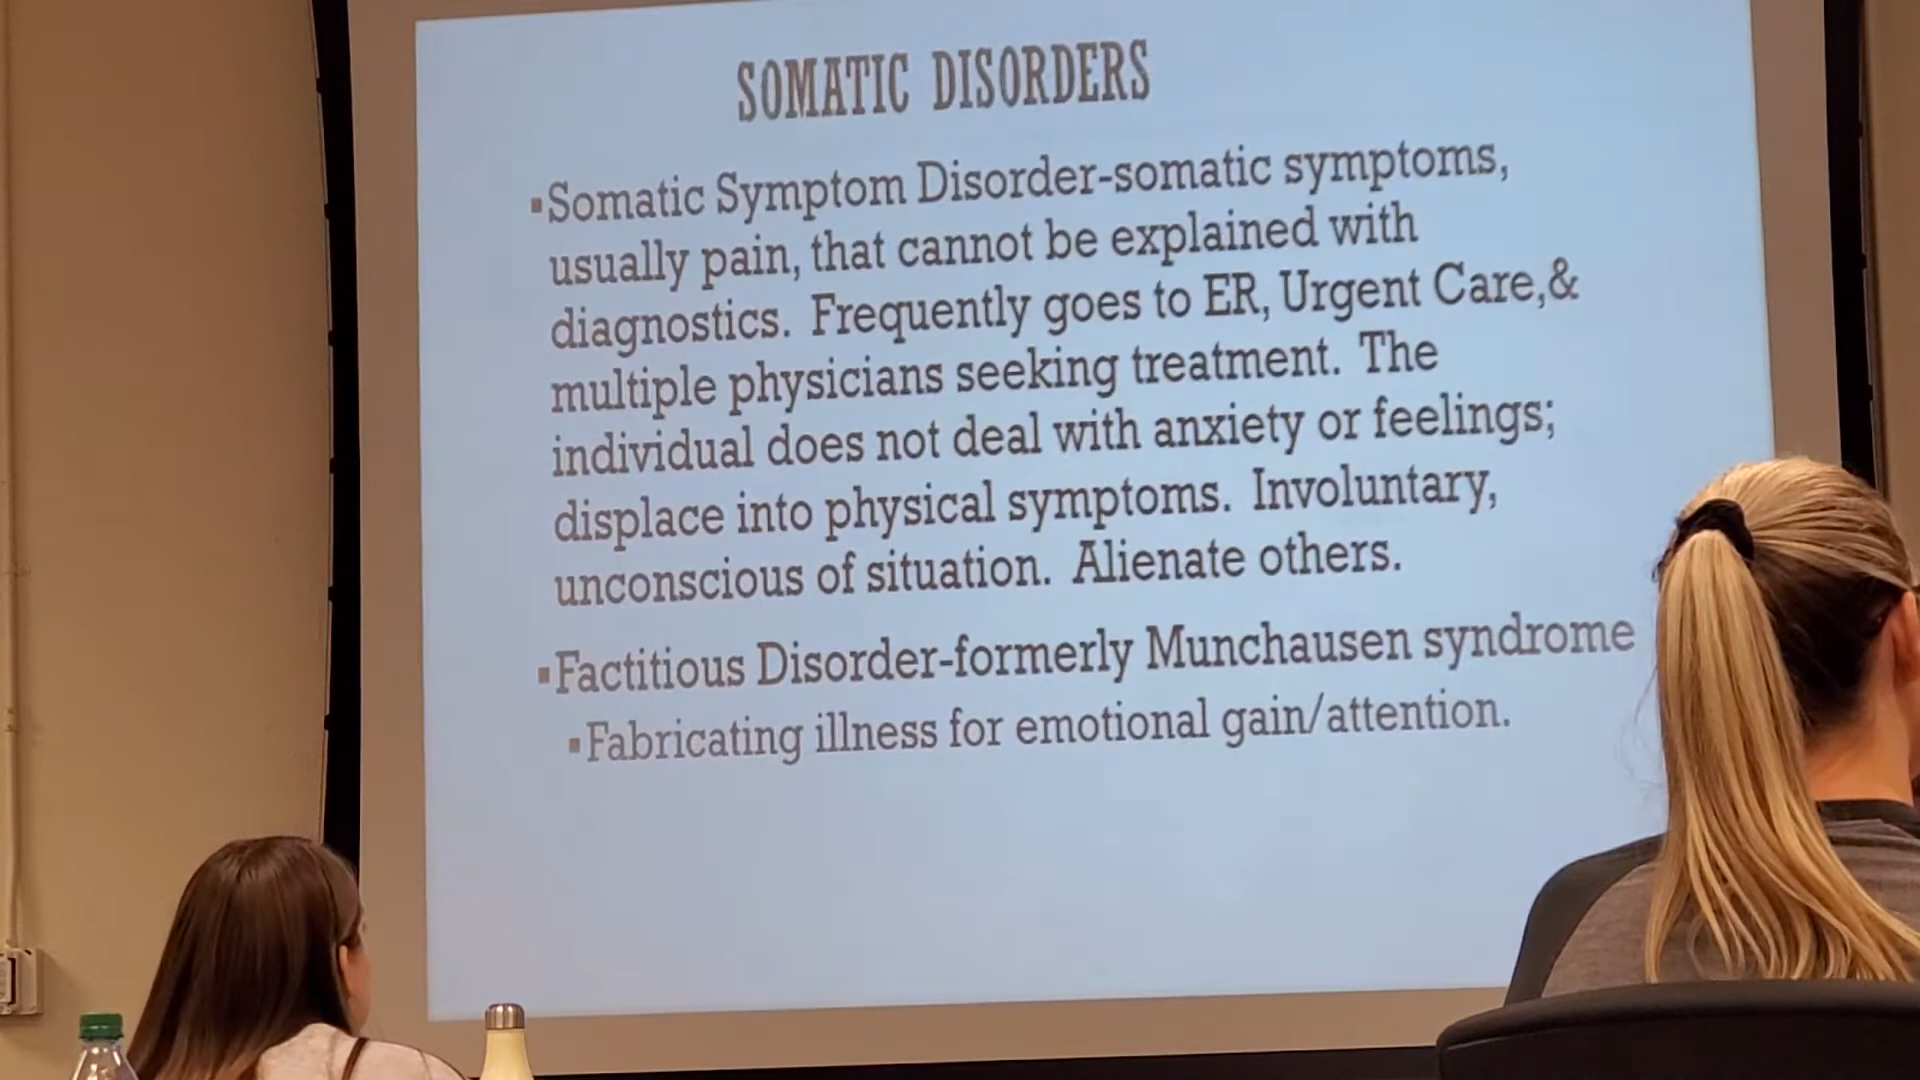 SOMATIC DISORDERS
▪Somatic Symptom Disorder-somatic symptoms,
usually pain, that cannot be explained with
diagnostics. Frequently goes to ER, Urgent Care,&
multiple physicians seeking treatment. The
individual does not deal with anxiety or feelings;
displace into physical symptoms. Involuntary,
unconscious of situation. Alienate others.
▪Factitious Disorder-formerly Munchausen syndrome
▪Fabricating illness for emotional gain/attention.